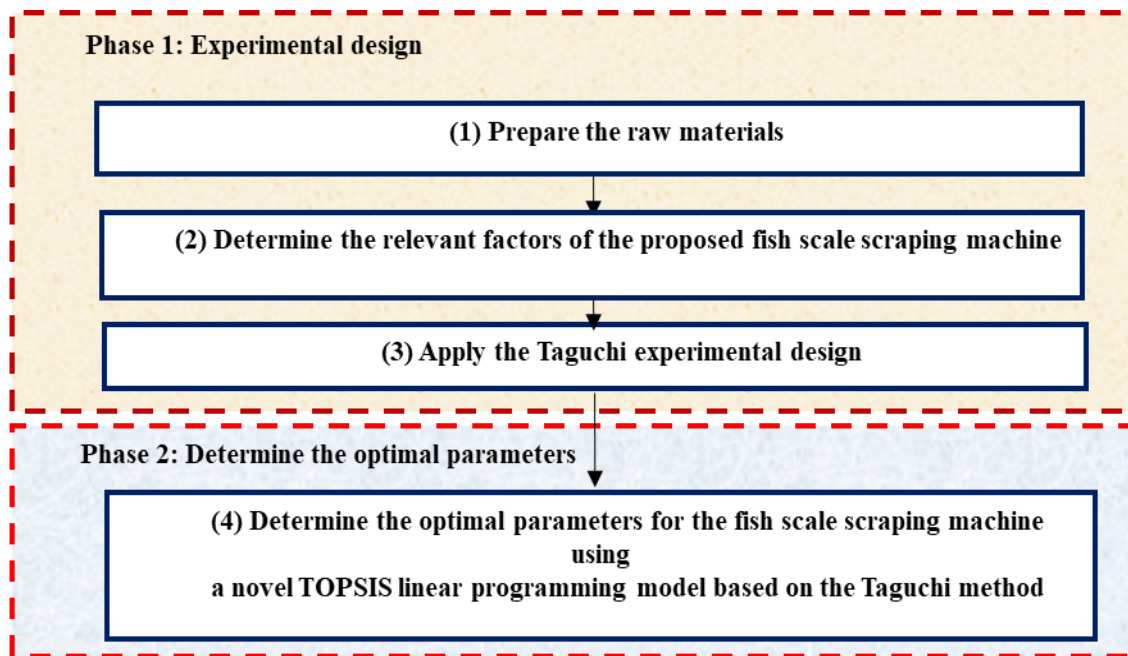 Phase 1: Experimental design
(1) Prepare the raw materials
(2) Determine the relevant factors of the proposed fish scale scraping machine
(3) Apply the Taguchi experimental design
Phase 2: Determine the optimal parameters
(4) Determine the optimal parameters for the fish scale scraping machine
using
a novel TOPSIS linear programming model based on the Taguchi method